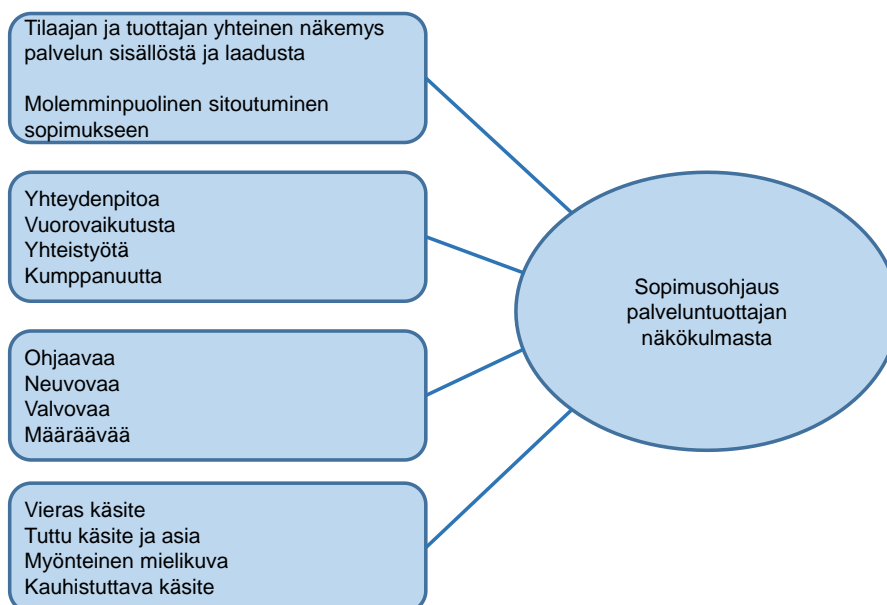 Tilaajan ja tuottajan yhteinen näkemys
palvelun sisällöstä ja laadusta
Molemminpuolinen sitoutuminen
sopimukseen
Yhteydenpitoa
Vuorovaikutusta
Yhteistyötä
Kumppanuutta
Ohjaavaa
Neuvovaa
Valvovaa
Määräävää
Vieras käsite
Tuttu käsite ja asia
Myönteinen mielikuva
Kauhistuttava käsite
Sopimusohjaus
palveluntuottajan
näkökulmasta